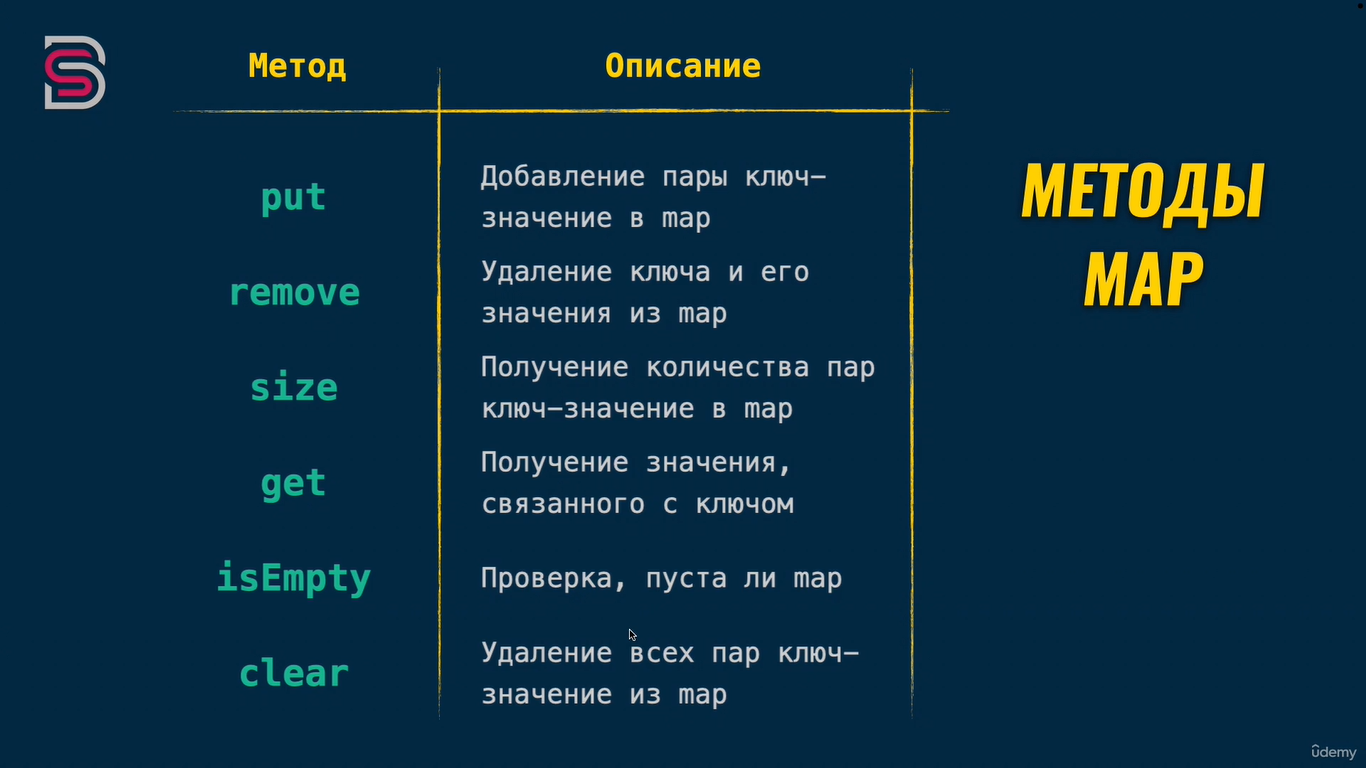 Метод
Описание
МЕТОДЫ
MAP
put
Добавление пары ключ-
значение в map
remove
Удаление ключа и его
значения из map
size
Получение количества пар
ключ-значение в map
get
Получение значения,
связанного с ключом
isEmpty
Проверка, пуста ли map
clear
Удаление всех пар ключ-
значение из map
ûdemy